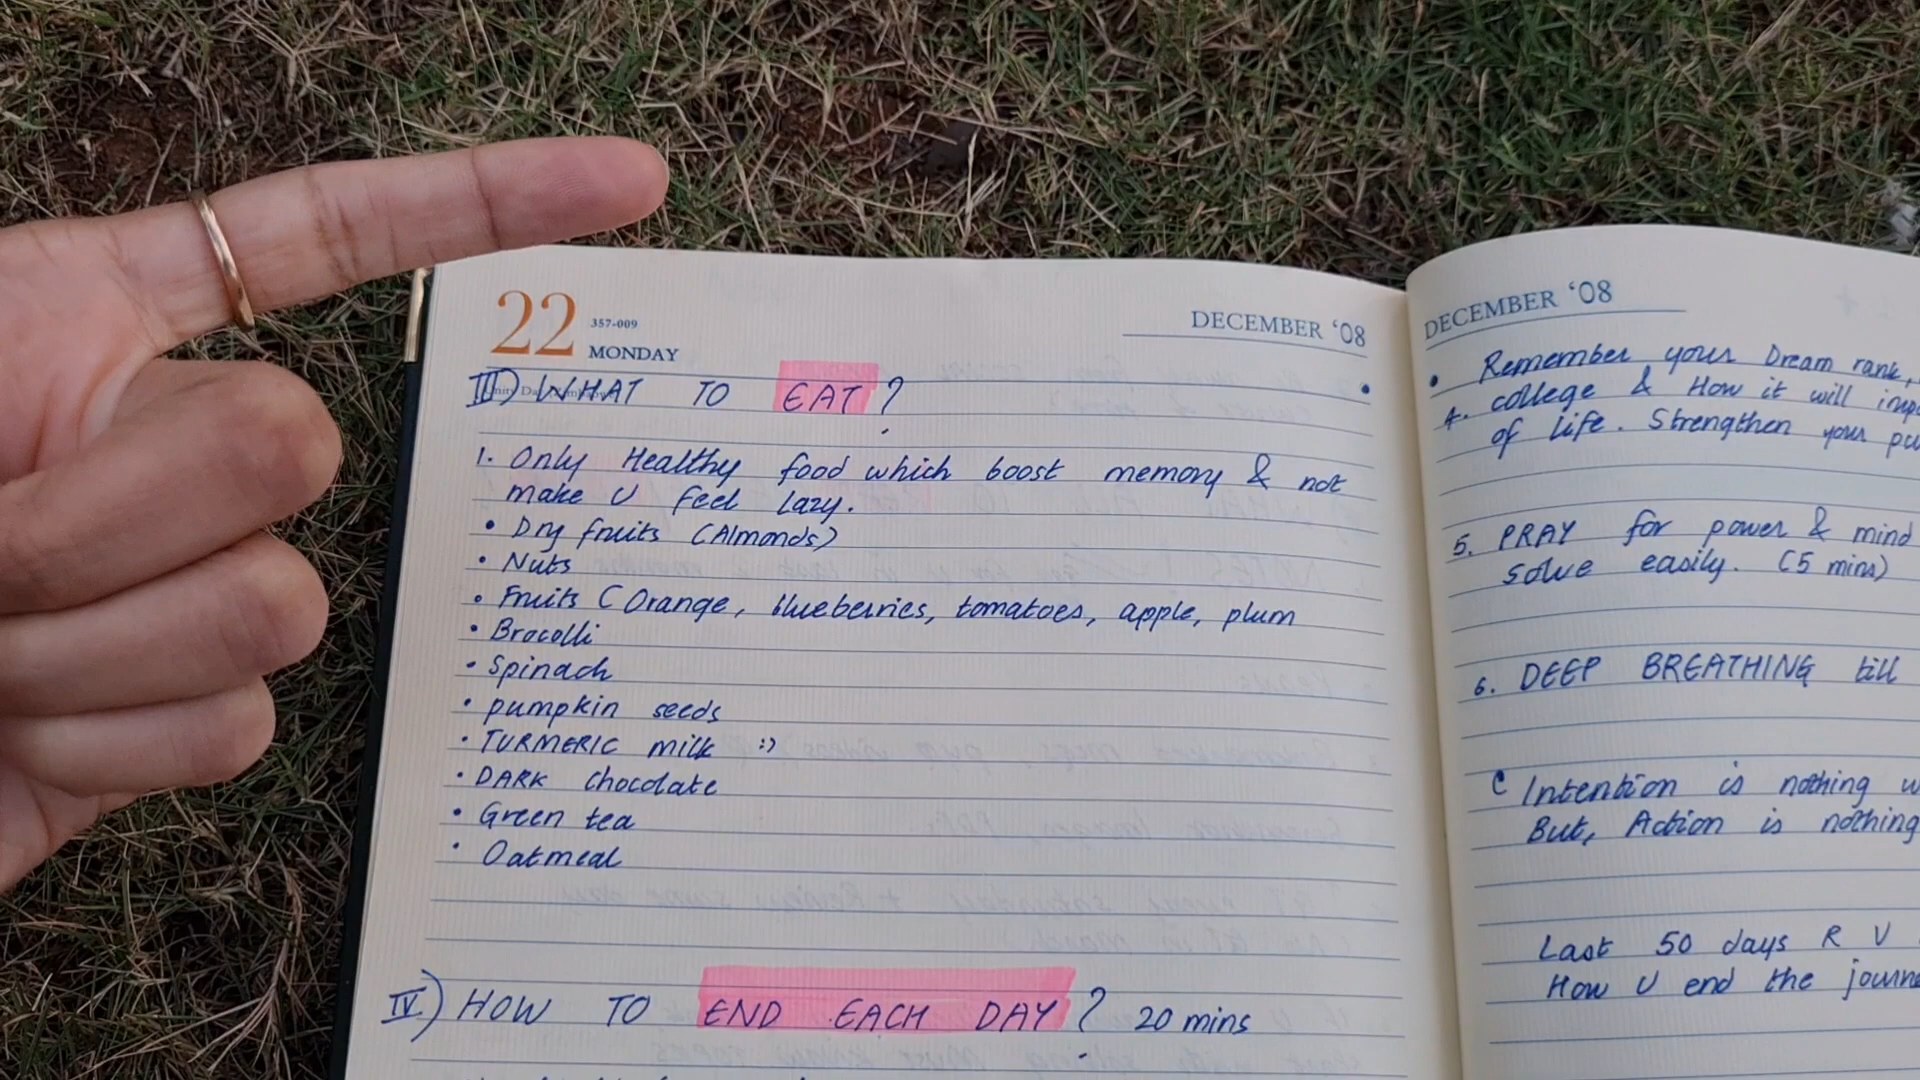 22
357-009
MONDAY
DECEMBER '08
III) WHAT TO EAT ?
1. Only Healthy food which boost memory & not
make U feel lazy.
• Dry fruits (Almonds)
• Nuts
• Fruits ( Orange, blueberries, tomatoes, apple, plum
• Brocolli
• Spinach
• pumpkin seeds
• TURMERIC milk :)
• DARK chocolate
• Green tea
• Oatmeal
IV) HOW TO END EACH DAY ? 20 mins
DECEMBER '08
• Remember your Dream rank,
4. college & How it will
of life. Strengthen your
5. PRAY for power & mind
solve easily. (5 mins)
6. DEEP BREATHING till
Intention is nothing
But, Action is nothing
Last 50 days R U
How U end the